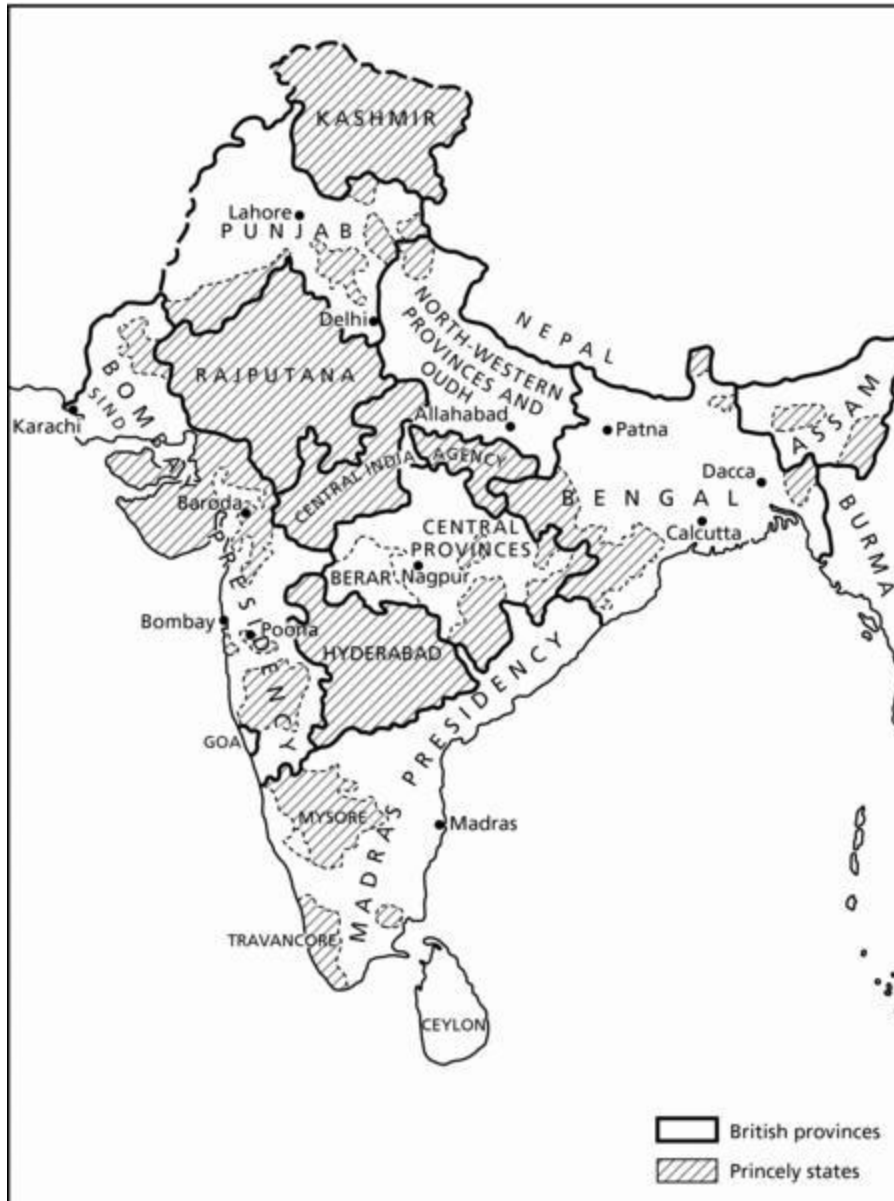 KASHMIR
Lahore
PUNJAB
Delhi
NEPAL
NORTH-WESTERN
PROVINCES AND
OUDH
RAJPUTANA
BOMBAY PRESIDENCY
SIND
Karachi
Allahabad
Patna
ASSAM
CENTRAL INDIA AGENCY
Dacca
Baroda
BENGAL
Calcutta
BURMA
CENTRAL
PROVINCES
BERAR
Nagpur
Bombay
Poona
HYDERABAD
GOA
MADRAS PRESIDENCY
MYSORE
Madras
TRAVANCORE
CEYLON
British provinces
Princely states